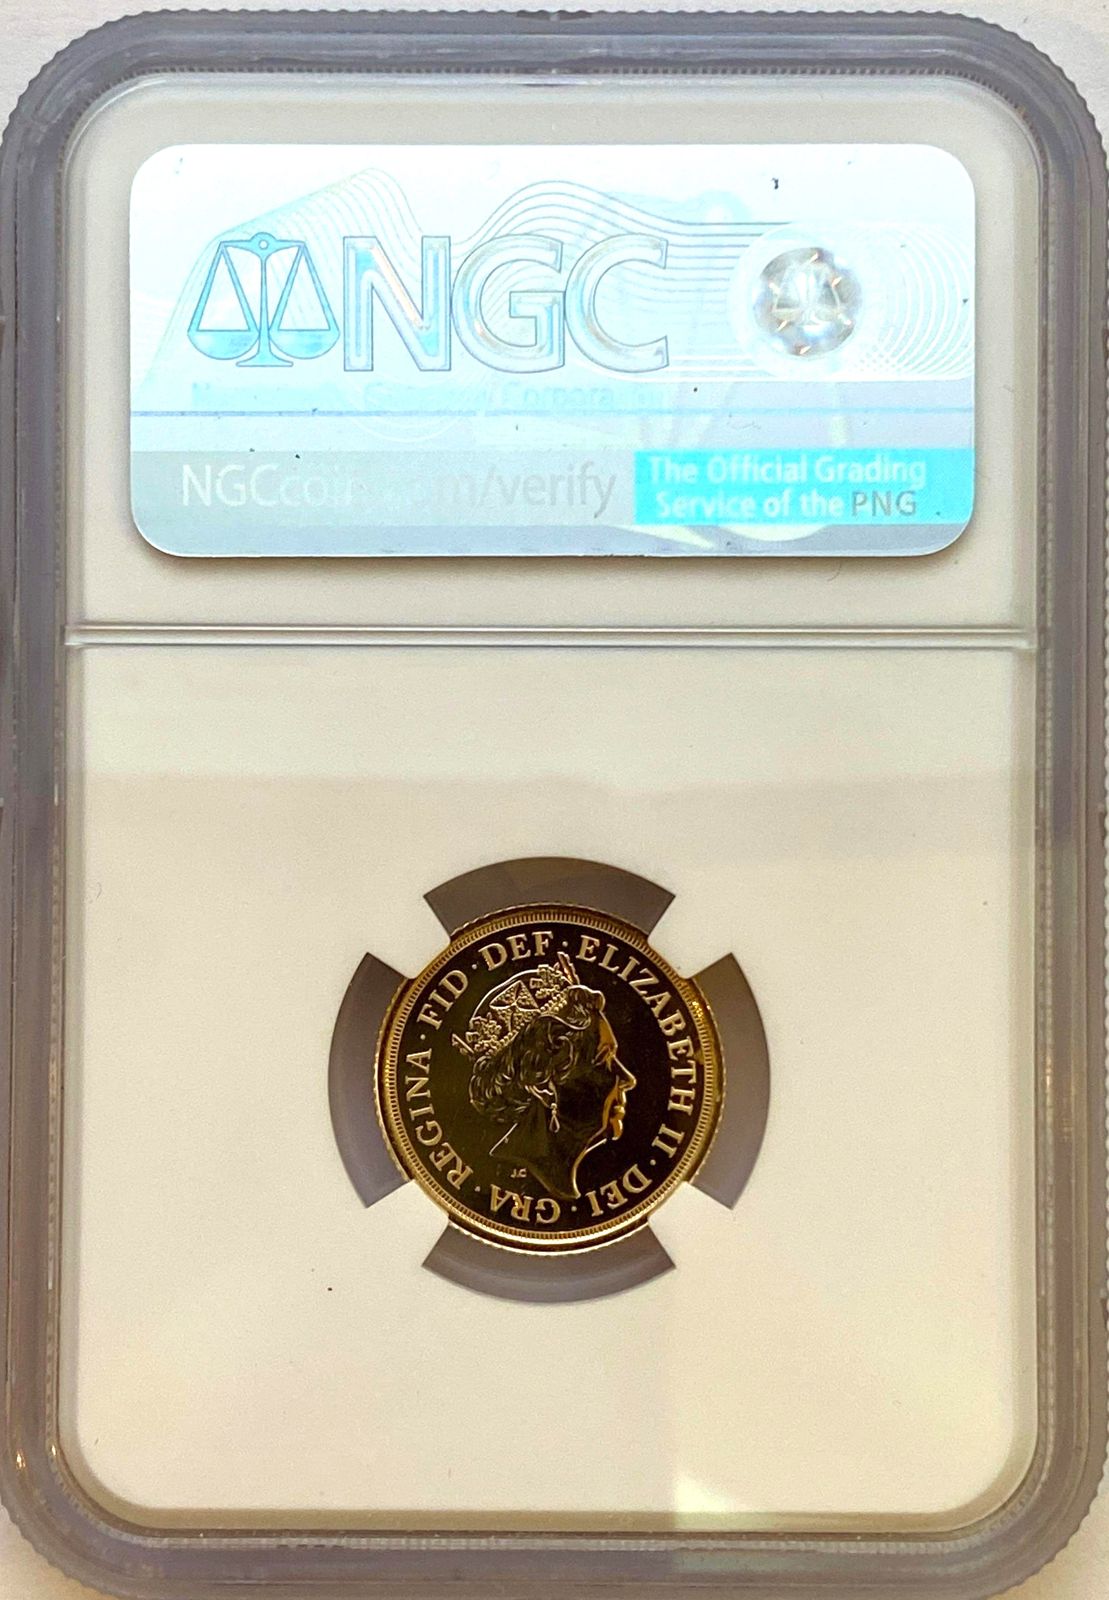 NGC
NGCcoin.com/verify
The Official Grading
Service of the PNG
ELIZABETH II · DEI · GRA · REGINA · FID · DEF ·
J.C